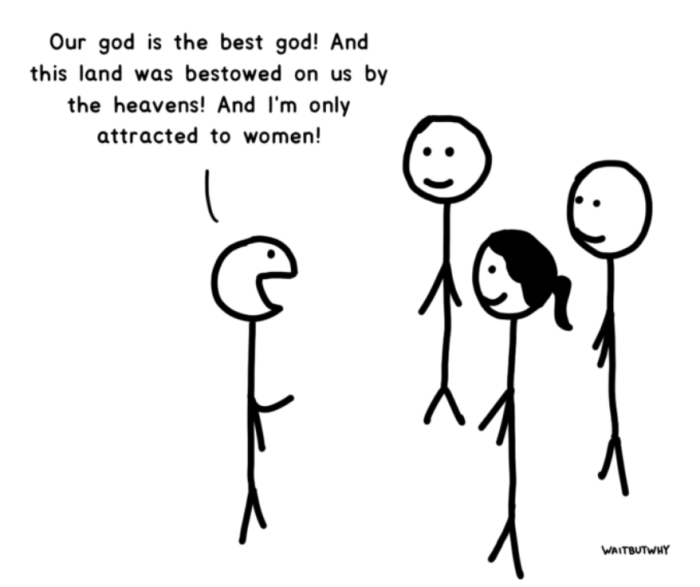 Our god is the best god! And
this land was bestowed on us by
the heavens! And I'm only
attracted to women!
WAITBUTWHY